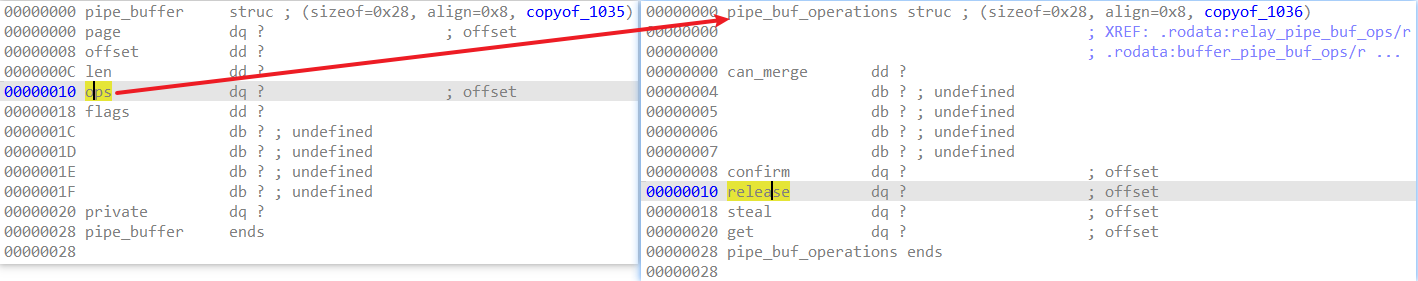 00000000 pipe_buffer struc ; (sizeof=0x28, align=0x8, copyof_1035)
00000000 page dq ? ; offset
00000008 offset dd ?
0000000C len dd ?
00000010 ops dq ? ; offset
00000018 flags dd ?
0000001C db ? ; undefined
0000001D db ? ; undefined
0000001E db ? ; undefined
0000001F db ? ; undefined
00000020 private dq ?
00000028 pipe_buffer ends
00000028
00000000 pipe_buf_operations struc ; (sizeof=0x28, align=0x8, copyof_1036)
00000000 ; XREF: .rodata:relay_pipe_buf_ops/r
00000000 ; .rodata:buffer_pipe_buf_ops/r ...
00000000 can_merge dd ?
00000004 db ? ; undefined
00000005 db ? ; undefined
00000006 db ? ; undefined
00000007 db ? ; undefined
00000008 confirm dq ? ; offset
00000010 release dq ? ; offset
00000018 steal dq ? ; offset
00000020 get dq ? ; offset
00000028 pipe_buf_operations ends
00000028